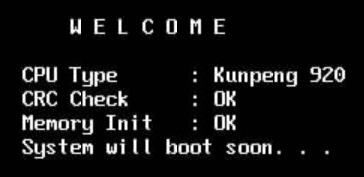 W E L C O M E
CPU Type : Kunpeng 920
CRC Check : OK
Memory Init : OK
System will boot soon. . .